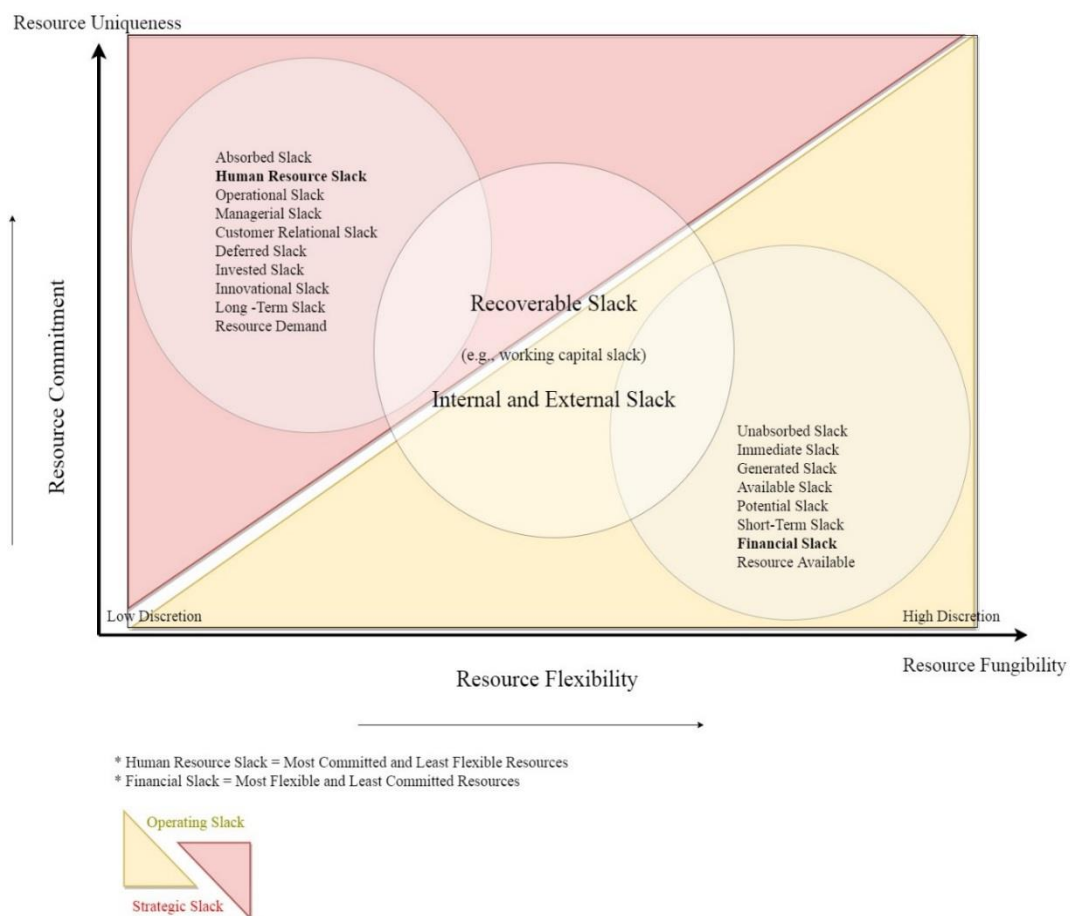 Resource Uniqueness
Absorbed Slack
Human Resource Slack
Operational Slack
Managerial Slack
Customer Relational Slack
Deferred Slack
Invested Slack
Innovational Slack
Long -Term Slack
Resource Demand
Resource Commitment
Recoverable Slack
(e.g., working capital slack)
Internal and External Slack
Unabsorbed Slack
Immediate Slack
Generated Slack
Available Slack
Potential Slack
Short-Term Slack
Financial Slack
Resource Available
Low Discretion
High Discretion
Resource Fungibility
Resource Flexibility
* Human Resource Slack = Most Committed and Least Flexible Resources
* Financial Slack = Most Flexible and Least Committed Resources
Operating Slack
Strategic Slack